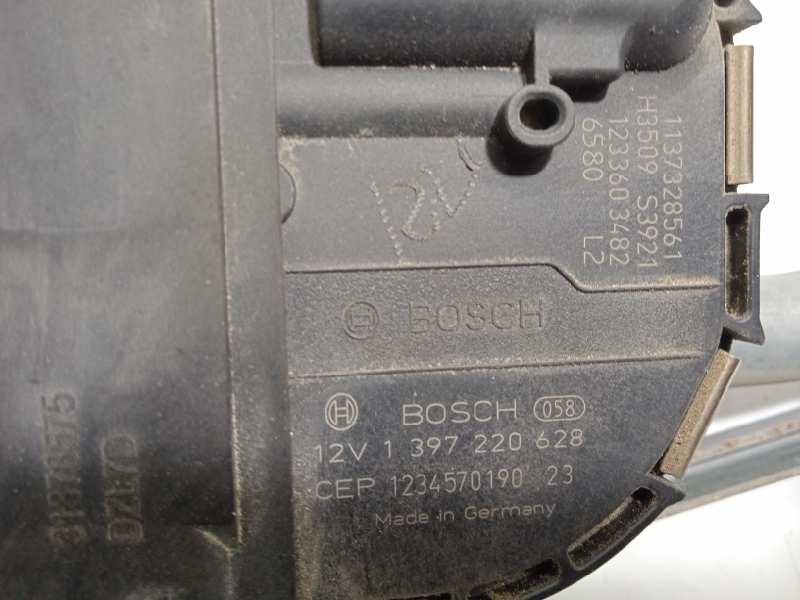 1137328561
H3509 S3921
123360 3482
6580 L2
12V
BOSCH
BOSCH 058
12V 1 397 220 628
CEP 1234570190 23
Made in Germany